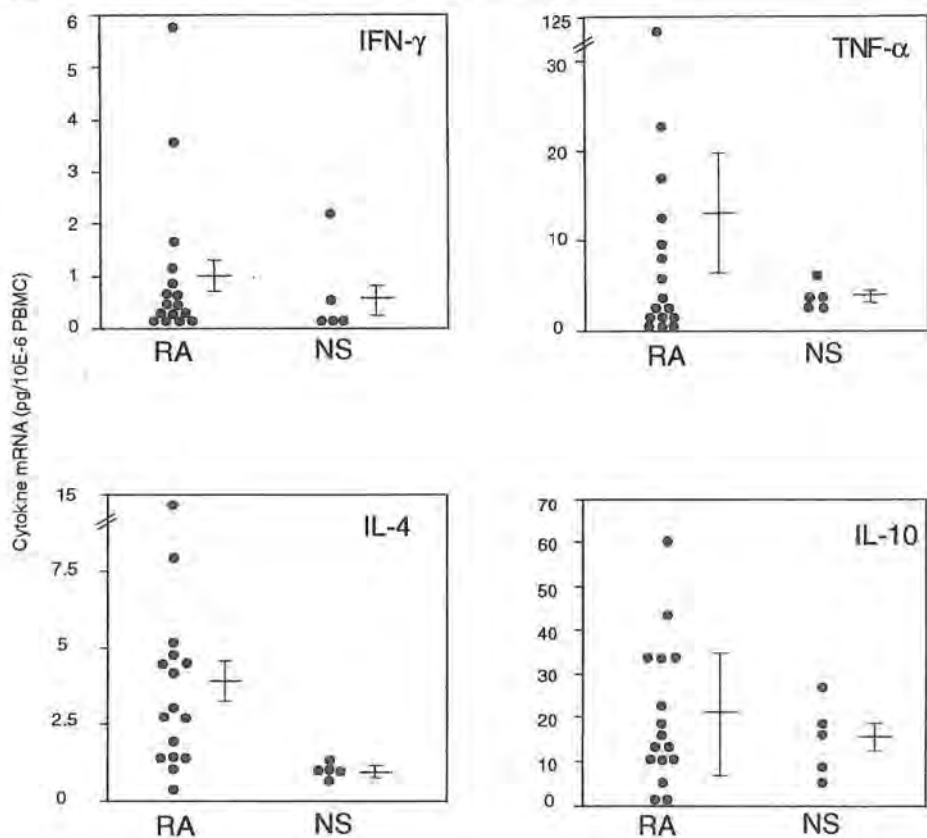 Cytokine mRNA (pg/10E-6 PBMC)
IFN-γ
6
5
4
3
2
1
0
RA NS
TNF-α
125
30
20
10
0
RA NS
IL-4
15
7.5
5
2.5
0
RA NS
IL-10
70
60
50
40
30
20
10
0
RA NS